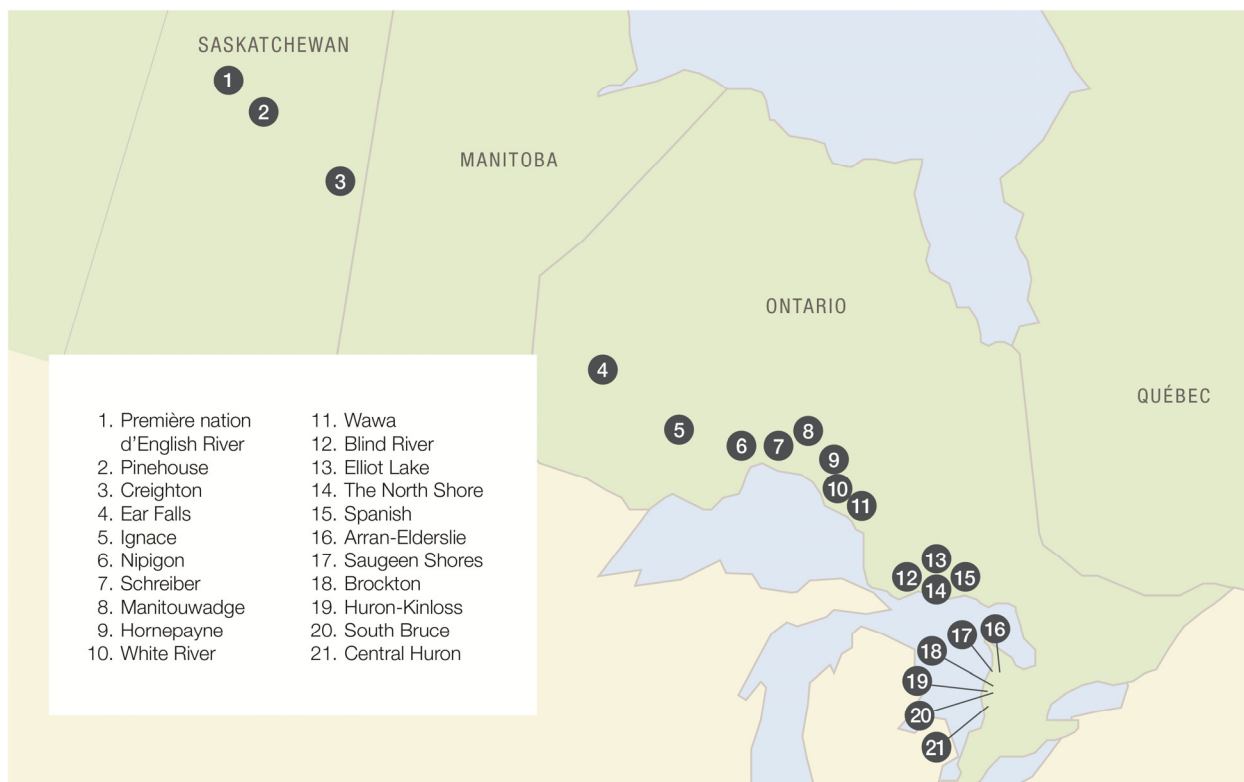 SASKATCHEWAN
1
2
3
MANITOBA
ONTARIO
QUÉBEC
4
5
6
7
8
9
10
11
12
13
14
15
16
17
18
19
20
21
1. Première nation
d'English River
2. Pinehouse
3. Creighton
4. Ear Falls
5. Ignace
6. Nipigon
7. Schreiber
8. Manitouwadge
9. Hornepayne
10. White River
11. Wawa
12. Blind River
13. Elliot Lake
14. The North Shore
15. Spanish
16. Arran-Elderslie
17. Saugeen Shores
18. Brockton
19. Huron-Kinloss
20. South Bruce
21. Central Huron